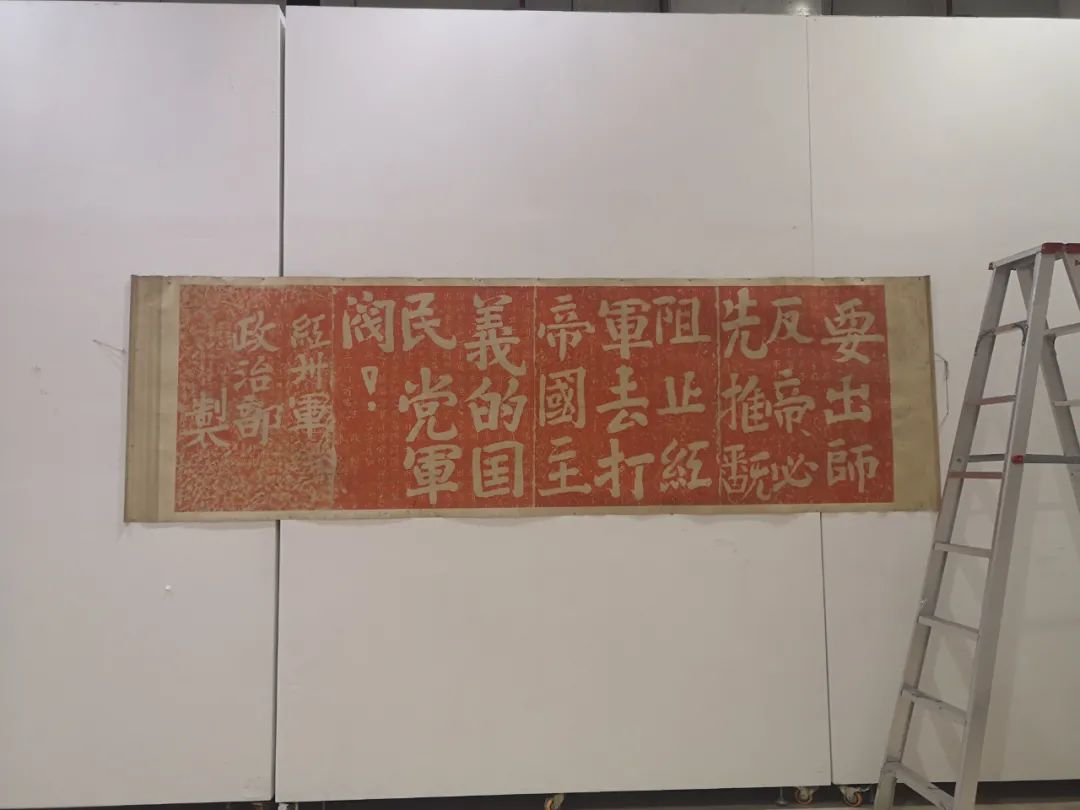 要出師
反帝、必
先推翻
阻止紅
軍去打
帝國主
義的囯
民党軍
閥！
紅卅軍
政治部
製